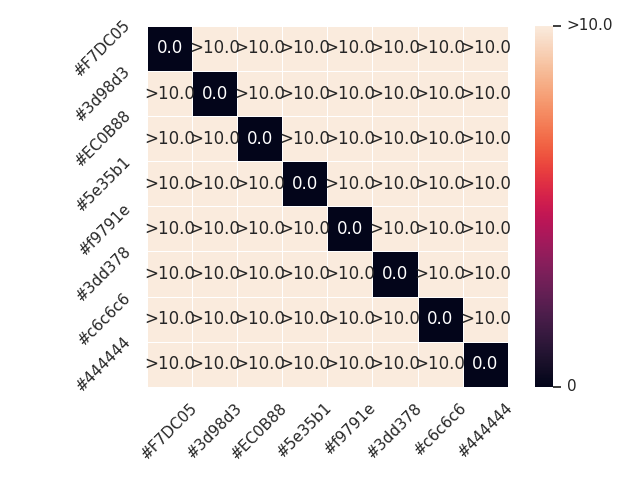 #F7DC05 0.0 >10.0 >10.0 >10.0 >10.0 >10.0 >10.0 >10.0
#3d98d3 >10.0 0.0 >10.0 >10.0 >10.0 >10.0 >10.0 >10.0
#EC0B88 >10.0 >10.0 0.0 >10.0 >10.0 >10.0 >10.0 >10.0
#5e35b1 >10.0 >10.0 >10.0 0.0 >10.0 >10.0 >10.0 >10.0
#f9791e >10.0 >10.0 >10.0 >10.0 0.0 >10.0 >10.0 >10.0
#3dd378 >10.0 >10.0 >10.0 >10.0 >10.0 0.0 >10.0 >10.0
#c6c6c6 >10.0 >10.0 >10.0 >10.0 >10.0 >10.0 0.0 >10.0
#444444 >10.0 >10.0 >10.0 >10.0 >10.0 >10.0 >10.0 0.0
#F7DC05 #3d98d3 #EC0B88 #5e35b1 #f9791e #3dd378 #c6c6c6 #444444
>10.0
0